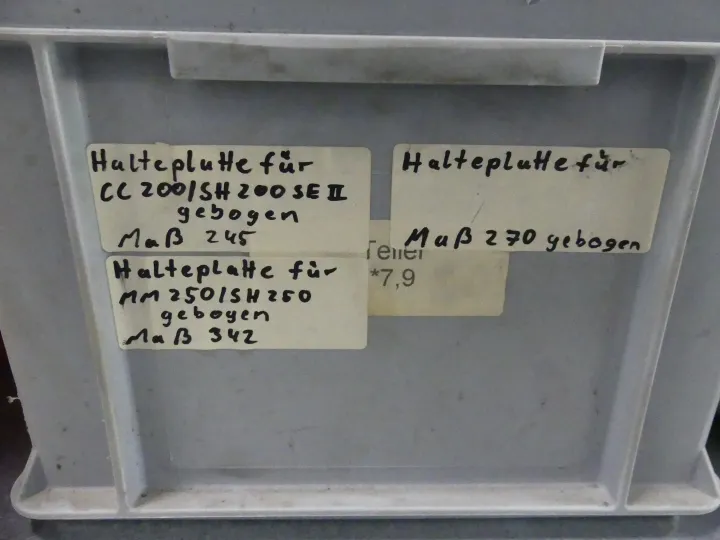 Halteplatte für
CC 200/SH 200 SE II
gebogen
Maß 245
Halteplatte für
Maß 270 gebogen
Halteplatte für
MM 250/SH 250
gebogen
Maß 342
Teller
*7,9